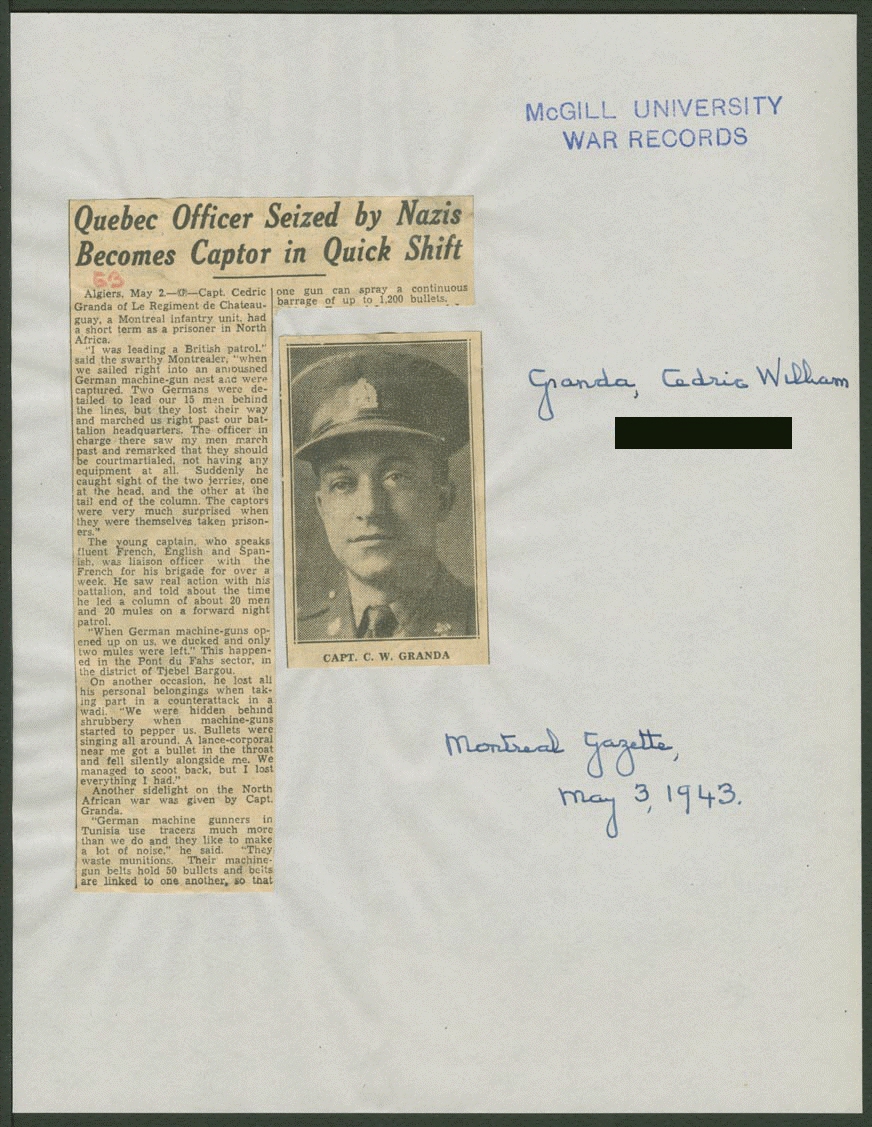 McGILL UNIVERSITY
WAR RECORDS
Quebec Officer Seized by Nazis
Becomes Captor in Quick Shift
Algiers, May 2.—CP—Capt. Cedric
Granda of Le Regiment de Chateau-
guay, a Montreal infantry unit, had
a short term as a prisoner in North
Africa.
"I was leading a British patrol,"
said the swarthy Montrealer, "when
we sailed right into an
German machine-gun nest and were
captured. Two Germans were de-
tailed to lead our 15 men behind
the lines, but they lost their way
and marched us right past our bat-
talion headquarters. The officer in
charge there saw my men march
past and remarked that they should
be courtmartialed, not having any
equipment at all. Suddenly he
caught sight of the two jerries, one
at the head, and the other at the
tail end of the column. The captors
were very much surprised when
they were themselves taken prison-
ers."
The young captain, who speaks
fluent French, English and Span-
ish, was liaison officer with the
French for his brigade for over a
week. He saw real action with his
battalion, and told about the time
he led a column of about 20 men
and 20 mules on a forward night
patrol.
"When German machine-guns op-
ened up on us, we ducked and only
two mules were left." This happen-
ed in the Pont du Fahs sector, in
the district of Tjebel Bargou.
On another occasion, he lost all
his personal belongings when tak-
ing part in a counterattack in a
wadi. "We were hidden behind
shrubbery when machine-guns
started to pepper us. Bullets were
singing all around. A lance-corporal
near me got a bullet in the throat
and fell silently alongside me. We
managed to scoot back, but I lost
everything I had."
Another sidelight on the North
African war was given by Capt.
Granda.
"German machine gunners in
Tunisia use tracers much more
than we do and they like to make
a lot of noise," he said. "They
waste munitions. Their machine-
gun belts hold 50 bullets and belts
are linked to one another, so that
one gun can spray a continuous
barrage of up to 1,200 bullets.
CAPT. C. W. GRANDA
Granda, Cedric William
Montreal Gazette,
May 3, 1943.